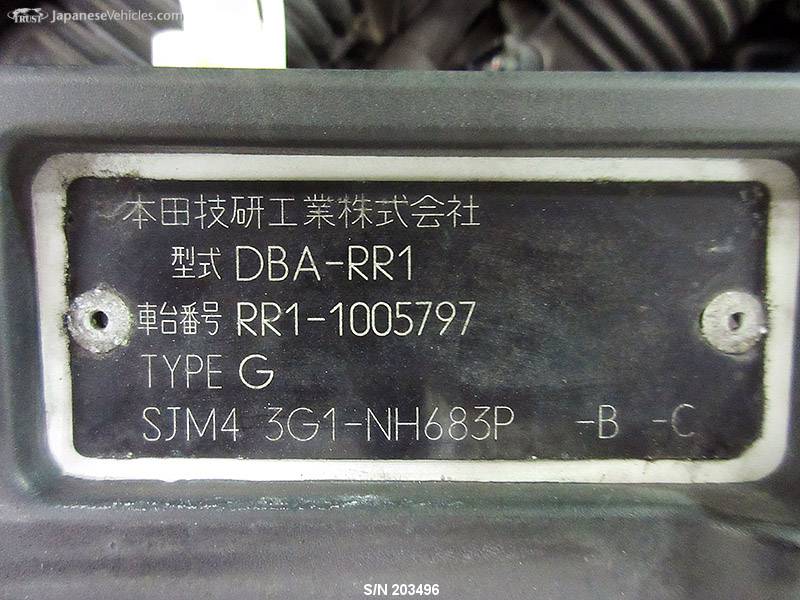 TRUST JapaneseVehicles.com
本田技研工業株式会社
型式 DBA-RR1
車台番号 RR1-1005797
TYPE G
SJM4 3G1-NH683P -B -C
S/N 203496